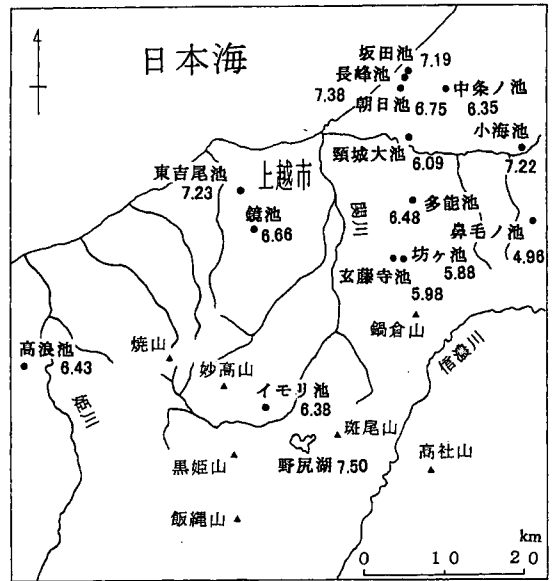 4
日本海
坂田池
7.19
長峰池
7.38
朝日池
6.75
中条ノ池
6.35
小海池
7.22
頸城大池
6.09
東吉尾池
7.23
上越市
鏡池
6.66
関川
多能池
6.48
鼻毛ノ池
4.96
坊ヶ池
5.88
玄藤寺池
5.98
鍋倉山
信濃川
焼山
高浪池
6.43
妙高山
姫川
イモリ池
6.38
斑尾山
黒姫山
野尻湖 7.50
高社山
飯縄山
km
0 10 20